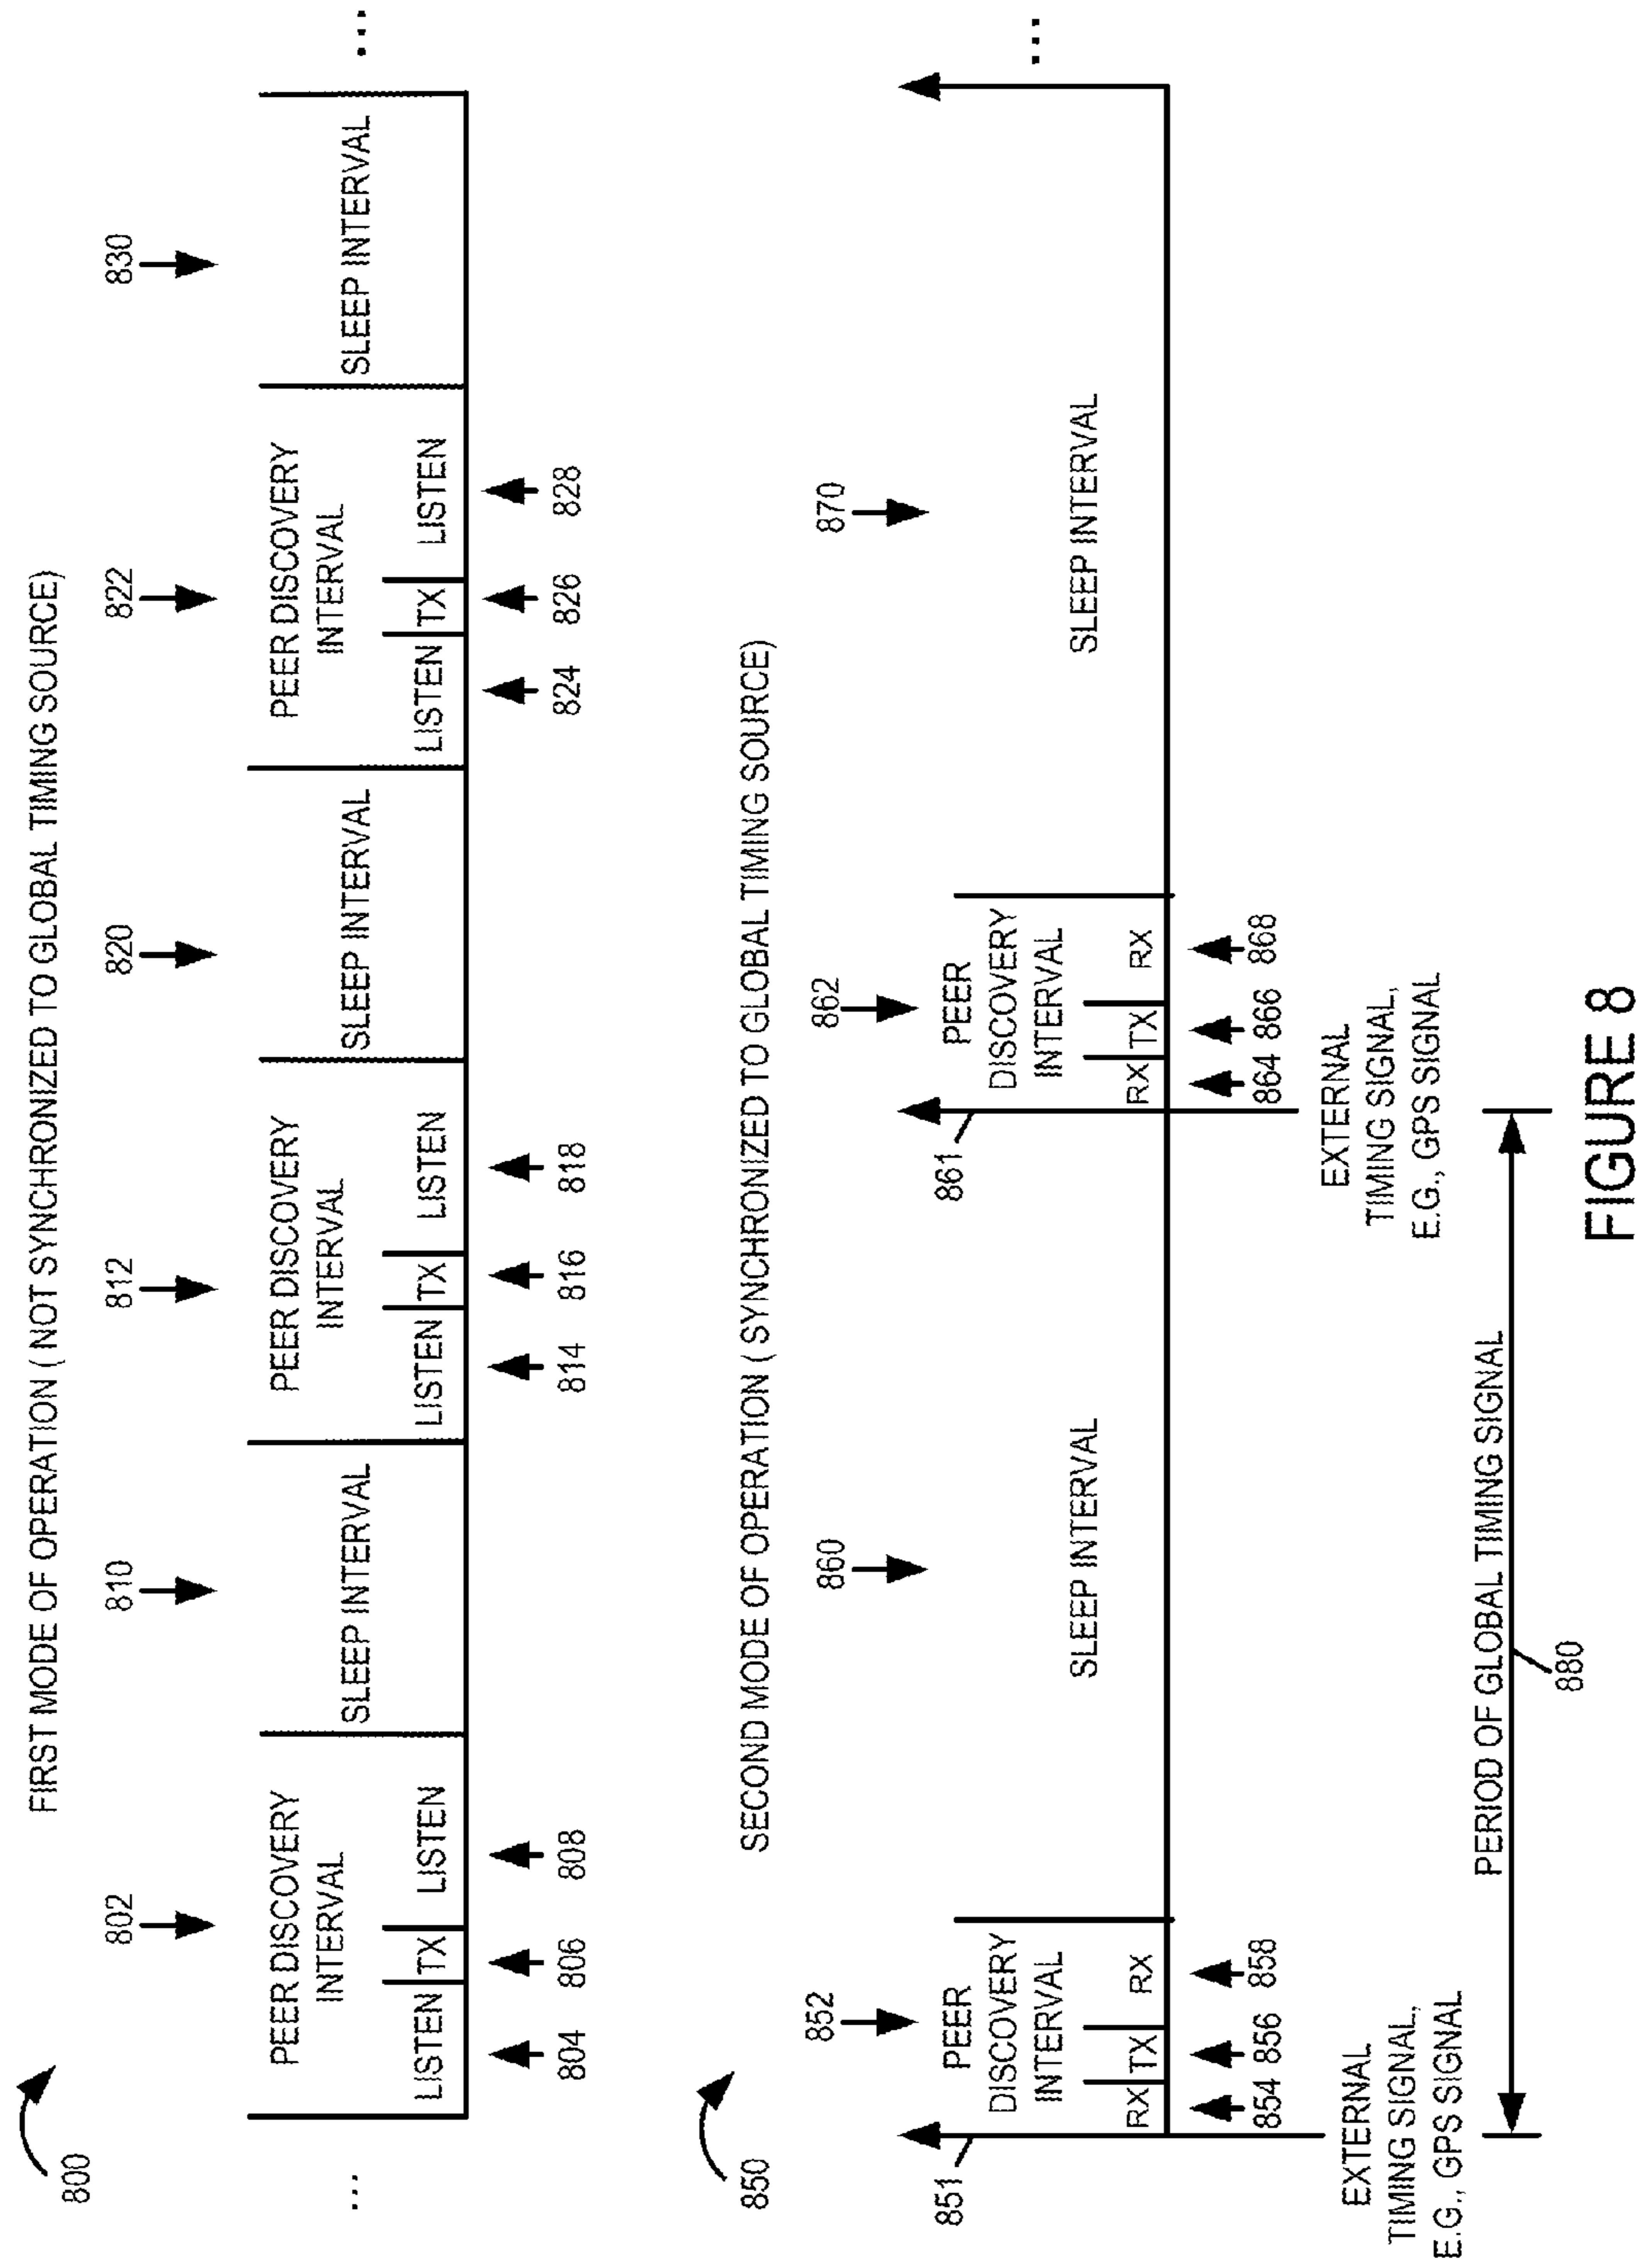 FIRST MODE OF OPERATION ( NOT SYNCHRONIZED TO GLOBAL TIMING SOURCE)
800
802
810
812
820
822
830
PEER DISCOVERY
INTERVAL
SLEEP INTERVAL
PEER DISCOVERY
INTERVAL
SLEEP INTERVAL
PEER DISCOVERY
INTERVAL
SLEEP INTERVAL
...
LISTEN
TX
LISTEN
LISTEN
TX
LISTEN
LISTEN
TX
LISTEN
...
804
806
808
814
816
818
824
826
828
SECOND MODE OF OPERATION ( SYNCHRONIZED TO GLOBAL TIMING SOURCE)
850
852
860
862
870
851
PEER
DISCOVERY
INTERVAL
SLEEP INTERVAL
861
PEER
DISCOVERY
INTERVAL
SLEEP INTERVAL
...
RX
TX
RX
RX
TX
RX
854
856
858
864
866
868
EXTERNAL
TIMING SIGNAL,
E.G., GPS SIGNAL
EXTERNAL
TIMING SIGNAL,
E.G., GPS SIGNAL
PERIOD OF GLOBAL TIMING SIGNAL
880
FIGURE 8